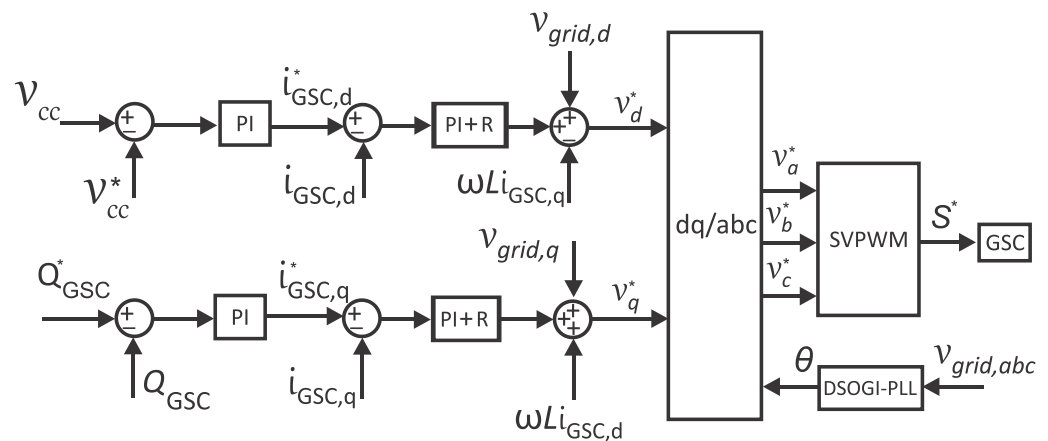 v_cc
+
−
v*_cc
PI
i*_GSC,d
+
−
i_GSC,d
PI+R
v_grid,d
+
+
−
ωLi_GSC,q
v*_d
Q*_GSC
+
−
Q_GSC
PI
i*_GSC,q
+
−
i_GSC,q
PI+R
v_grid,q
+
+
+
ωLi_GSC,d
v*_q
dq/abc
v*_a
v*_b
v*_c
SVPWM
S*
GSC
θ
DSOGI-PLL
v_grid,abc